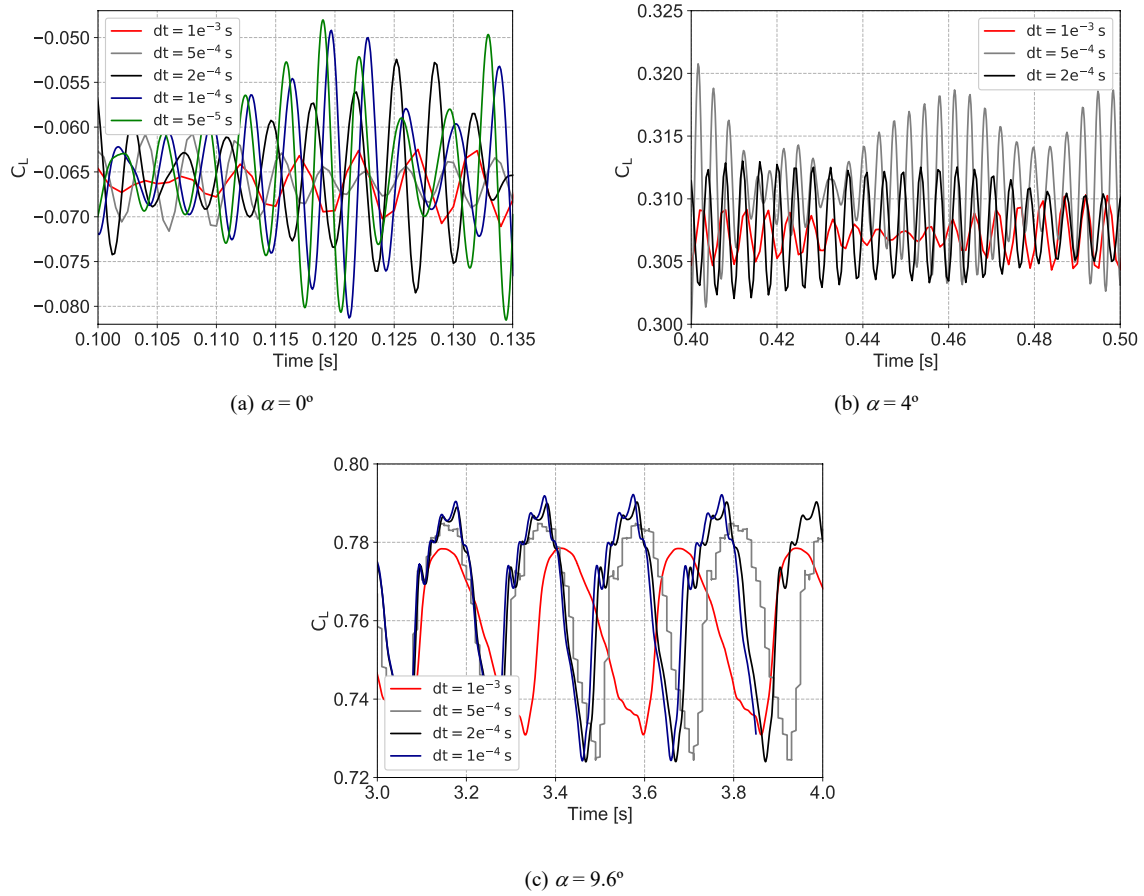 −0.050
−0.055
−0.060
−0.065
−0.070
−0.075
−0.080
C_L
dt = 1e⁻³ s
dt = 5e⁻⁴ s
dt = 2e⁻⁴ s
dt = 1e⁻⁴ s
dt = 5e⁻⁵ s
0.100 0.105 0.110 0.115 0.120 0.125 0.130 0.135
Time [s]
(a) α = 0º
0.325
0.320
0.315
0.310
0.305
0.300
C_L
dt = 1e⁻³ s
dt = 5e⁻⁴ s
dt = 2e⁻⁴ s
0.40 0.42 0.44 0.46 0.48 0.50
Time [s]
(b) α = 4º
0.80
0.78
0.76
0.74
0.72
C_L
dt = 1e⁻³ s
dt = 5e⁻⁴ s
dt = 2e⁻⁴ s
dt = 1e⁻⁴ s
3.0 3.2 3.4 3.6 3.8 4.0
Time [s]
(c) α = 9.6º